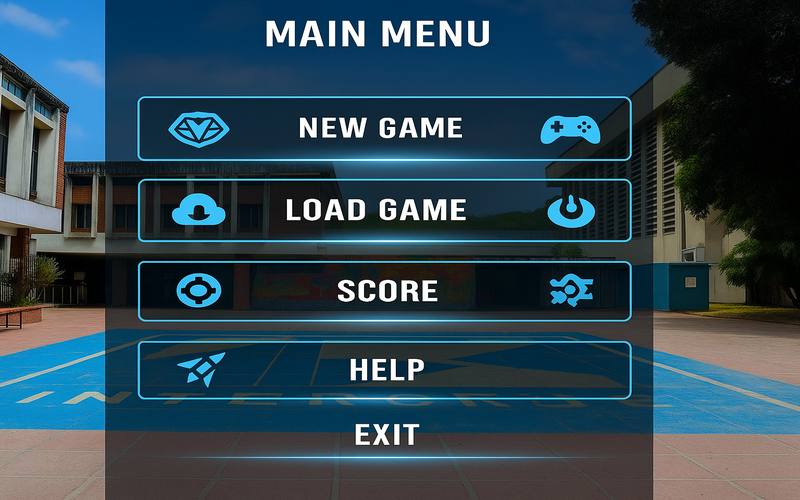 MAIN MENU
NEW GAME
LOAD GAME
SCORE
HELP
EXIT